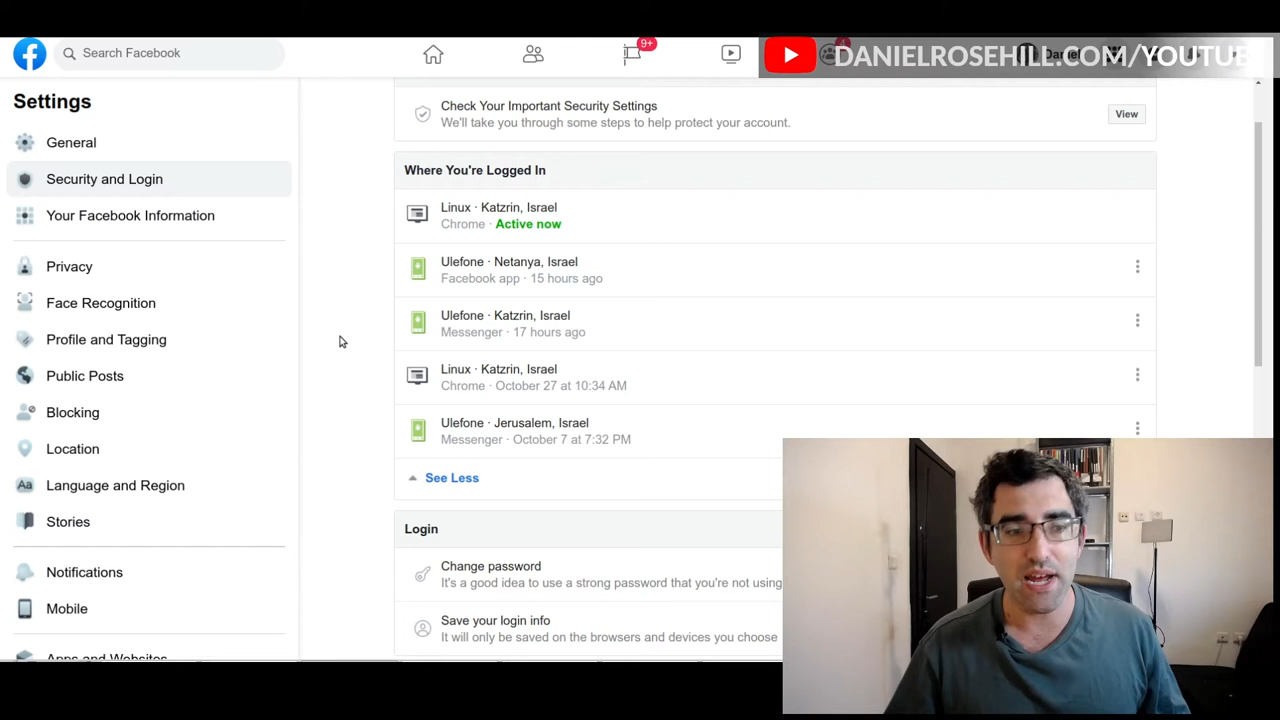 Search Facebook
9+
DANIELROSEHILL.COM/YOUTUB
Settings
General
Security and Login
Your Facebook Information
Privacy
Face Recognition
Profile and Tagging
Public Posts
Blocking
Location
Language and Region
Stories
Notifications
Mobile
Apps and Websites
Check Your Important Security Settings
We'll take you through some steps to help protect your account.
View
Where You're Logged In
Linux · Katzrin, Israel
Chrome · Active now
Ulefone · Netanya, Israel
Facebook app · 15 hours ago
Ulefone · Katzrin, Israel
Messenger · 17 hours ago
Linux · Katzrin, Israel
Chrome · October 27 at 10:34 AM
Ulefone · Jerusalem, Israel
Messenger · October 7 at 7:32 PM
See Less
Login
Change password
It's a good idea to use a strong password that you're not using
Save your login info
It will only be saved on the browsers and devices you choose